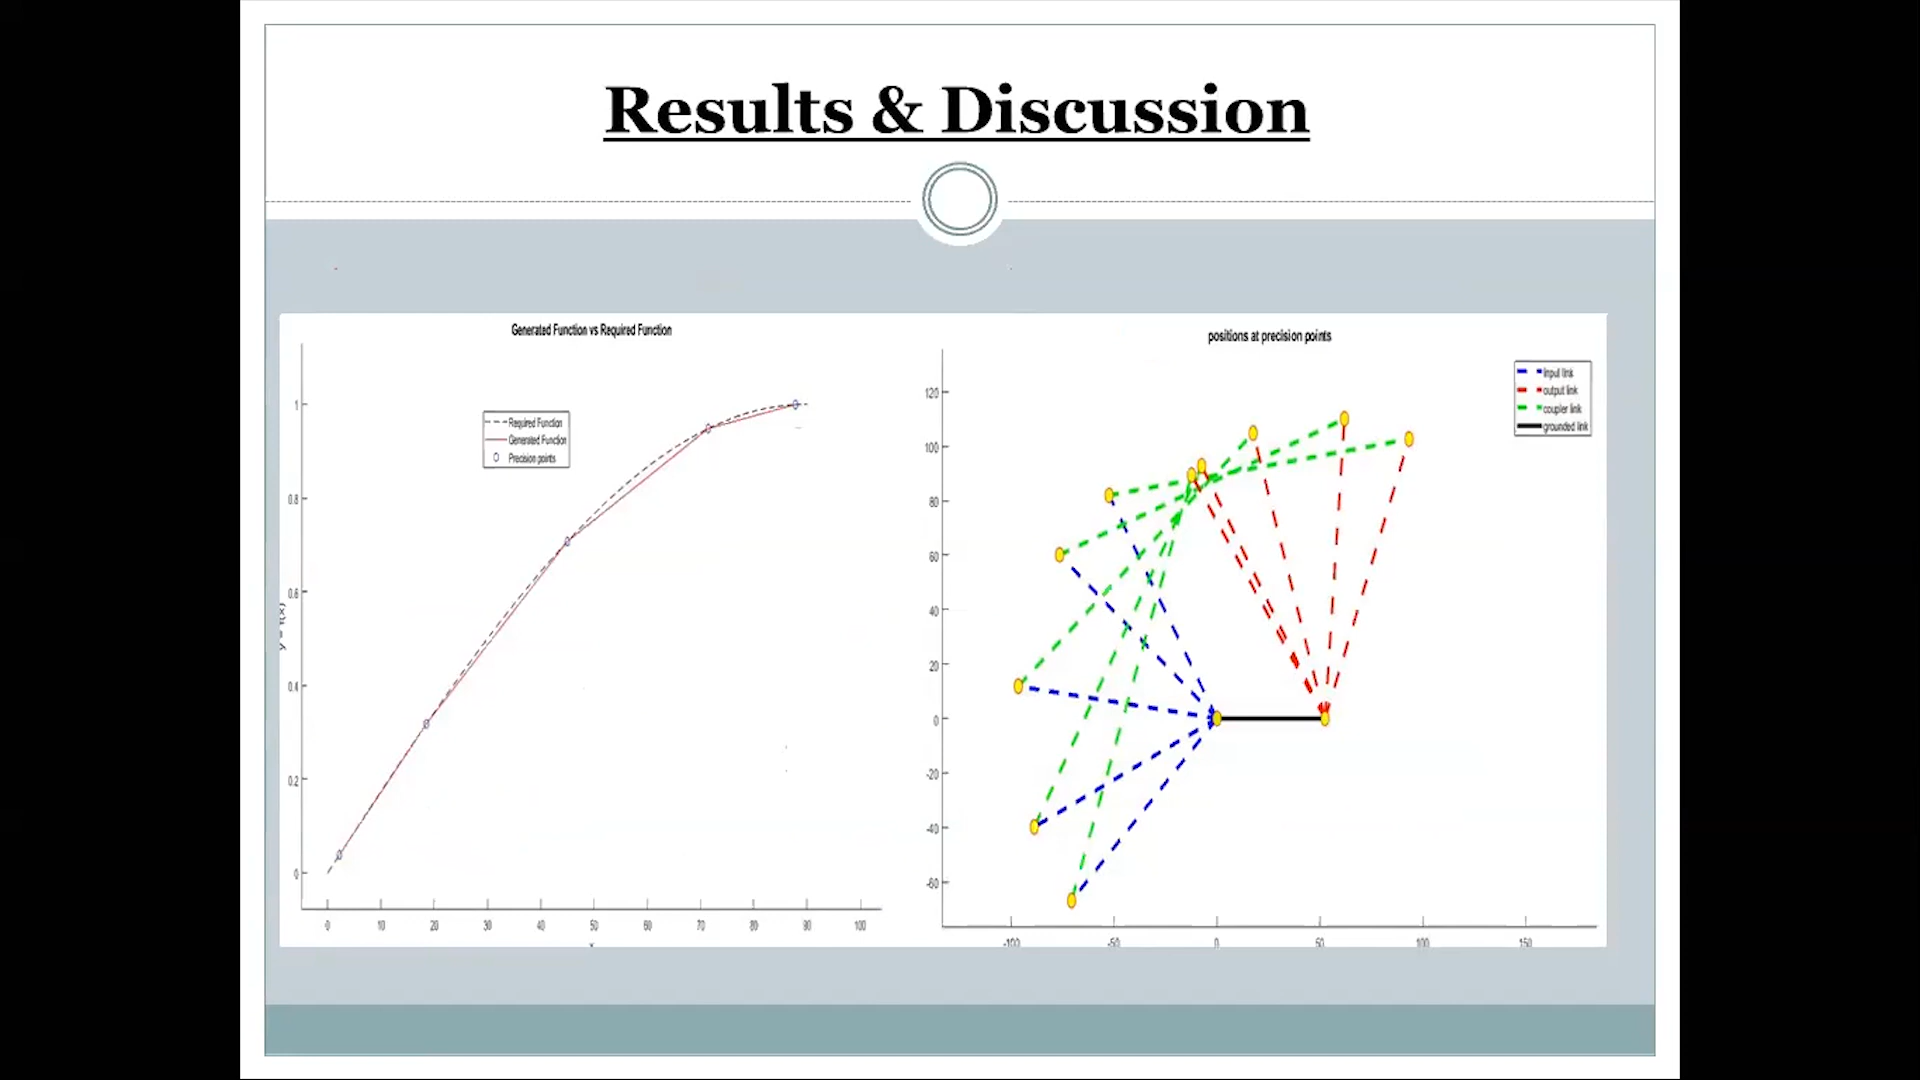 Results & Discussion
Generated Function vs Required Function
Required Function
Generated Function
Precision points
1
0.8
0.6
0.4
0.2
0
y = f(x)
0 10 20 30 40 50 60 70 80 90 100
x
positions at precision points
input link
output link
coupler link
grounded link
120
100
80
60
40
20
0
-20
-40
-60
-100 -50 0 50 100 150